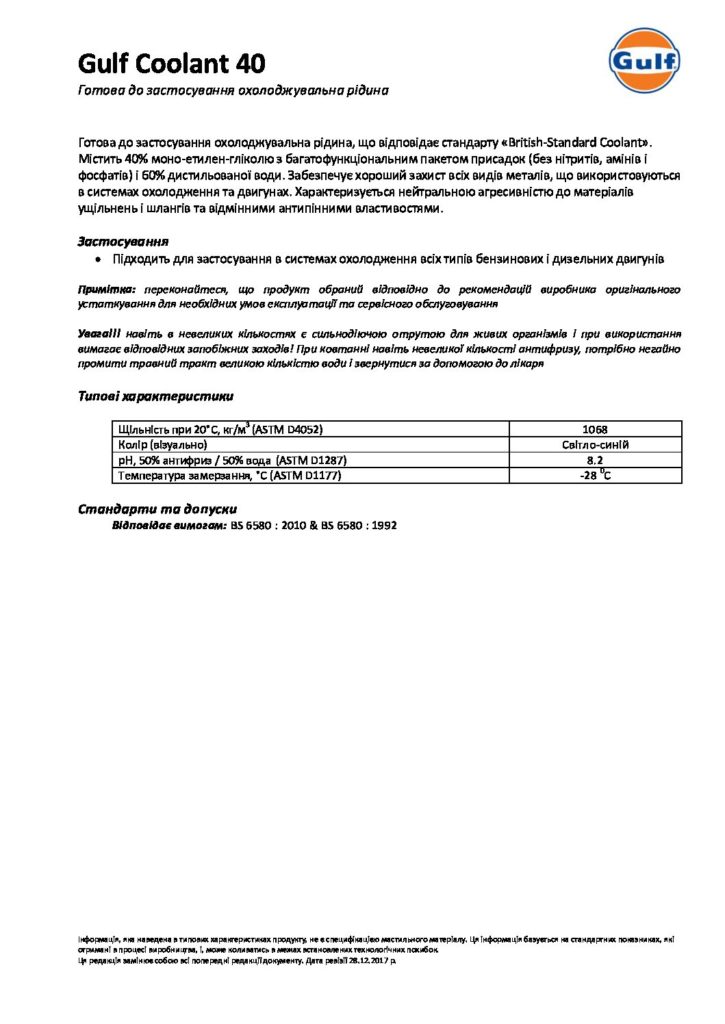 Gulf Coolant 40
Gulf
Готова до застосування охолоджувальна рідина
Готова до застосування охолоджувальна рідина, що відповідає стандарту «British-Standard Coolant».
Містить 40% моно-етилен-гліколю з багатофункціональним пакетом присадок (без нітритів, амінів і
фосфатів) і 60% дистильованої води. Забезпечує хороший захист всіх видів металів, що використовуються
в системах охолодження та двигунах. Характеризується нейтральною агресивністю до матеріалів
ущільнень і шлангів та відмінними антипінними властивостями.
Застосування
• Підходить для застосування в системах охолодження всіх типів бензинових і дизельних двигунів
Примітка: переконайтеся, що продукт обраний відповідно до рекомендацій виробника оригінального
устаткування для необхідних умов експлуатації та сервісного обслуговування
Увага!!! навіть в невеликих кількостях є сильнодіючою отрутою для живих організмів і при використання
вимагає відповідних запобіжних заходів! При ковтанні навіть невеликої кількості антифризу, потрібно негайно
промити травний тракт великою кількістю води і звернутися за допомогою до лікаря
Типові характеристики
Щільність при 20°C, кг/м³ (ASTM D4052) 1068
Колір (візуально) Світло-синій
pH, 50% антифриз / 50% вода (ASTM D1287) 8.2
Температура замерзання, °C (ASTM D1177) -28 ⁰C
Стандарти та допуски
Відповідає вимогам: BS 6580 : 2010 & BS 6580 : 1992
Інформація, яка наведена в типових характеристиках продукту, не є специфікацією мастильного матеріалу. Ця інформація базується на стандартних показниках, які
отримані в процесі виробництва, і, може коливатись в межах встановлених технологічних похибок.
Ця редакція замінює собою всі попередні редакції документу. Дата ревізії 28.12.2017 р.